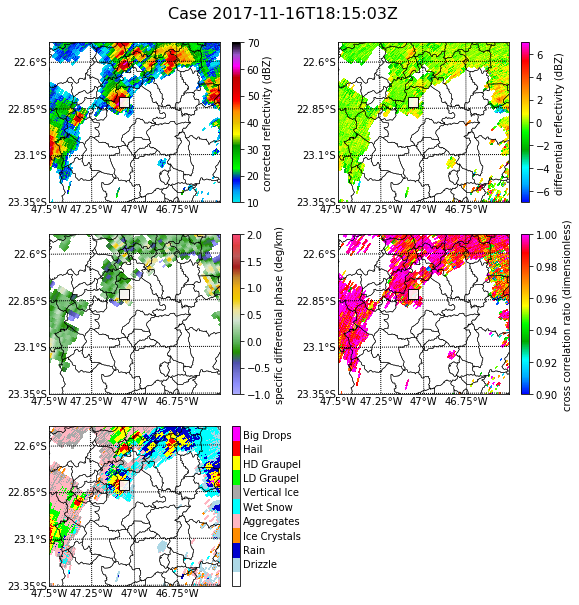 Case 2017-11-16T18:15:03Z
22.6°S
22.85°S
23.1°S
23.35°S
47.5°W 47.25°W 47°W 46.75°W
70
60
50
40
30
20
10
corrected reflectivity (dBZ)
22.6°S
22.85°S
23.1°S
23.35°S
47.5°W 47.25°W 47°W 46.75°W
6
4
2
0
−2
−4
−6
differential reflectivity (dBZ)
22.6°S
22.85°S
23.1°S
23.35°S
47.5°W 47.25°W 47°W 46.75°W
2.0
1.5
1.0
0.5
0.0
−0.5
−1.0
specific differential phase (deg/km)
22.6°S
22.85°S
23.1°S
23.35°S
47.5°W 47.25°W 47°W 46.75°W
1.00
0.98
0.96
0.94
0.92
0.90
cross correlation ratio (dimensionless)
22.6°S
22.85°S
23.1°S
23.35°S
47.5°W 47.25°W 47°W 46.75°W
Big Drops
Hail
HD Graupel
LD Graupel
Vertical Ice
Wet Snow
Aggregates
Ice Crystals
Rain
Drizzle